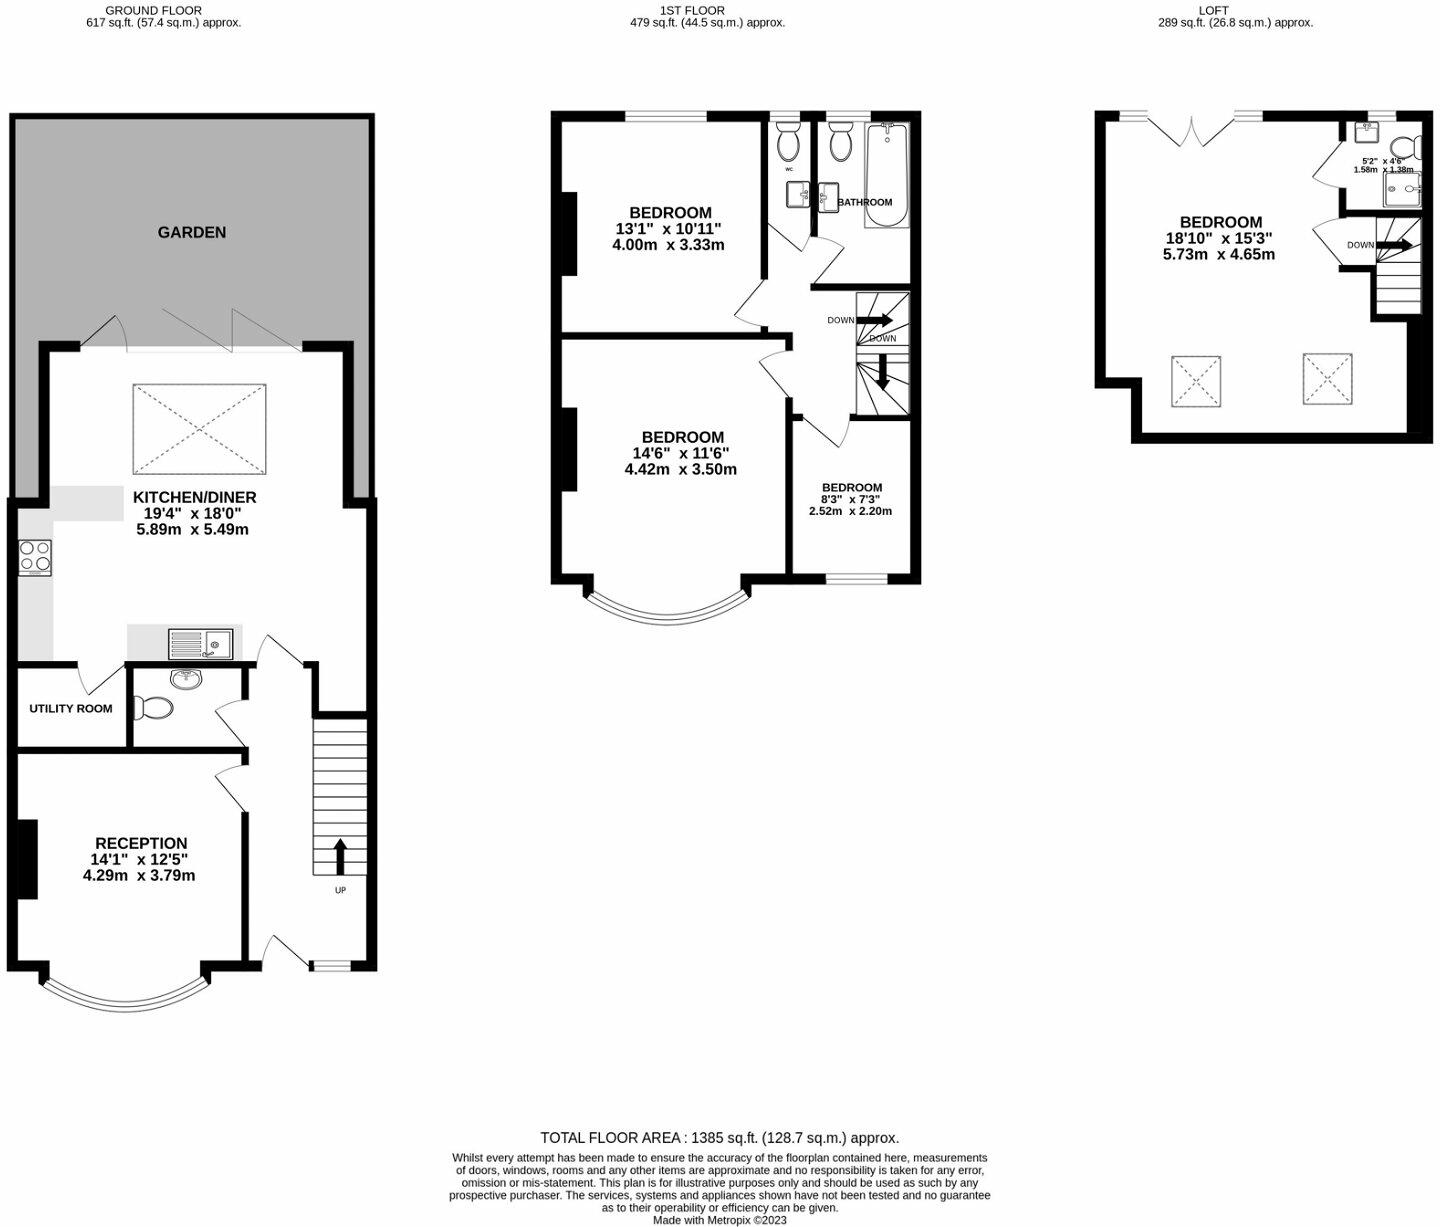 GROUND FLOOR
617 sq.ft. (57.4 sq.m.) approx.
GARDEN
KITCHEN/DINER
19'4" x 18'0"
5.89m x 5.49m
UTILITY ROOM
RECEPTION
14'1" x 12'5"
4.29m x 3.79m
UP
1ST FLOOR
479 sq.ft. (44.5 sq.m.) approx.
BEDROOM
13'1" x 10'11"
4.00m x 3.33m
WC
BATHROOM
DOWN
DOWN
BEDROOM
14'6" x 11'6"
4.42m x 3.50m
BEDROOM
8'3" x 7'3"
2.52m x 2.20m
LOFT
289 sq.ft. (26.8 sq.m.) approx.
5'2" x 4'6"
1.58m x 1.38m
BEDROOM
18'10" x 15'3"
5.73m x 4.65m
DOWN
TOTAL FLOOR AREA : 1385 sq.ft. (128.7 sq.m.) approx.
Whilst every attempt has been made to ensure the accuracy of the floorplan contained here, measurements
of doors, windows, rooms and any other items are approximate and no responsibility is taken for any error,
omission or mis-statement. This plan is for illustrative purposes only and should be used as such by any
prospective purchaser. The services, systems and appliances shown have not been tested and no guarantee
as to their operability or efficiency can be given.
Made with Metropix ©2023